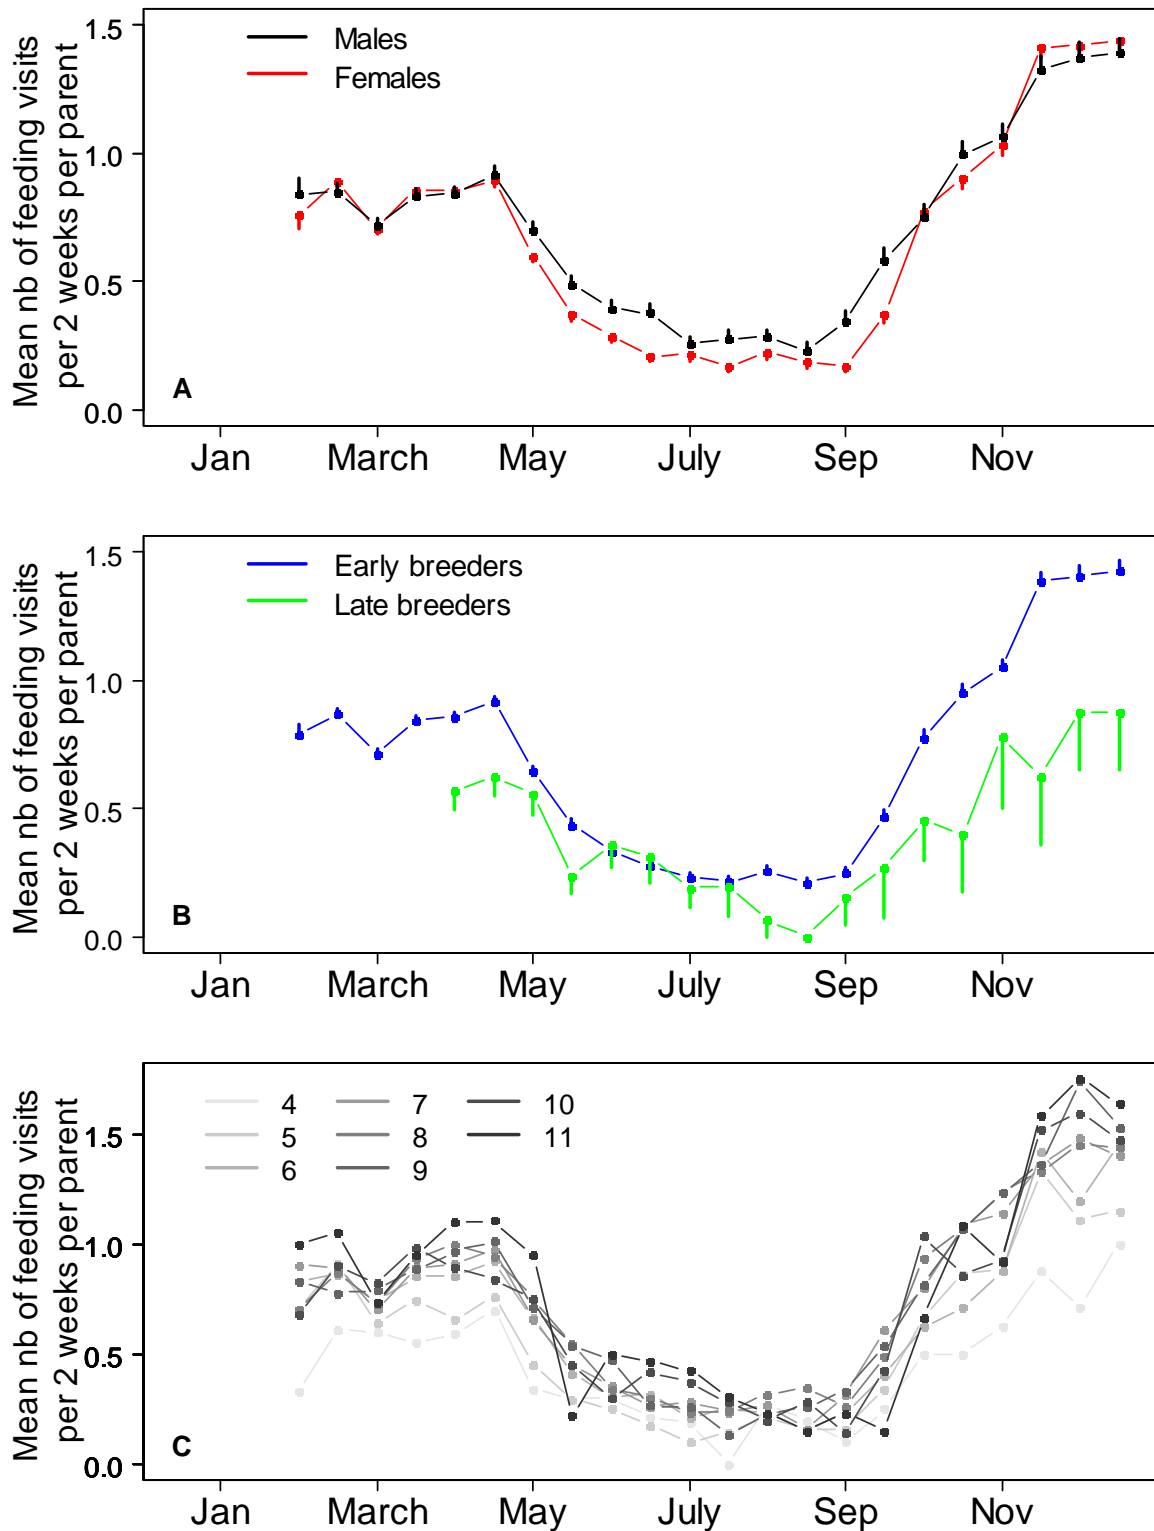 Mean nb of feeding visits
per 2 weeks per parent
1.5
1.0
0.5
0.0
Males
Females
A
Jan March May July Sep Nov
Mean nb of feeding visits
per 2 weeks per parent
1.5
1.0
0.5
0.0
Early breeders
Late breeders
B
Jan March May July Sep Nov
Mean nb of feeding visits
per 2 weeks per parent
1.5
1.0
0.5
0.0
4 7 10
5 8 11
6 9
C
Jan March May July Sep Nov